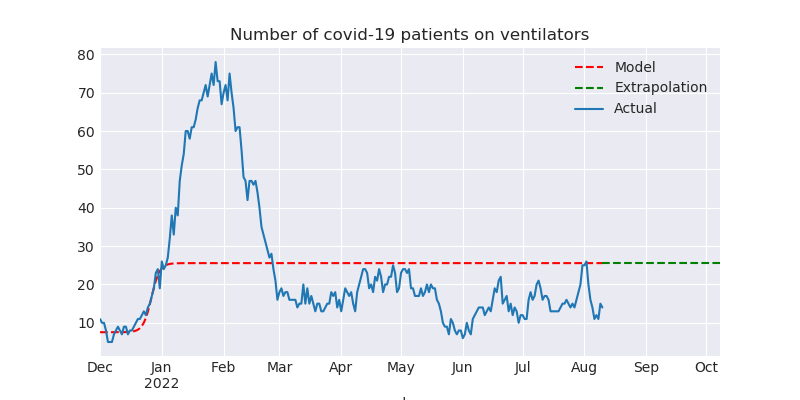 Number of covid-19 patients on ventilators
80
70
60
50
40
30
20
10
Model
Extrapolation
Actual
Dec Jan Feb Mar Apr May Jun Jul Aug Sep Oct
2022